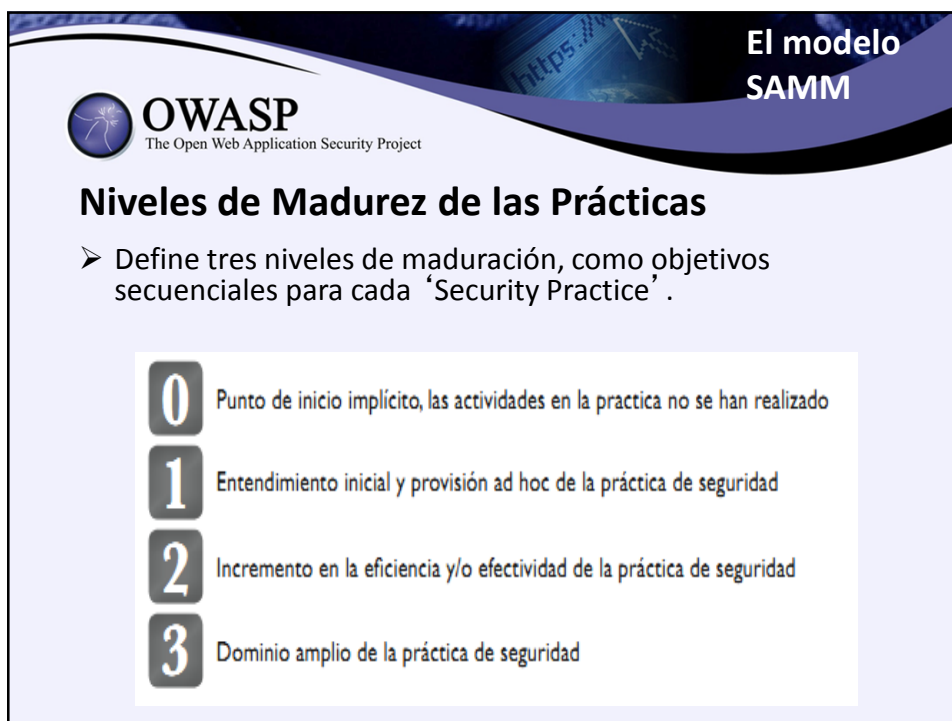 https://
El modelo
SAMM
OWASP
The Open Web Application Security Project
Niveles de Madurez de las Prácticas
➢ Define tres niveles de maduración, como objetivos
secuenciales para cada ‘Security Practice’.
0 Punto de inicio implícito, las actividades en la practica no se han realizado
1 Entendimiento inicial y provisión ad hoc de la práctica de seguridad
2 Incremento en la eficiencia y/o efectividad de la práctica de seguridad
3 Dominio amplio de la práctica de seguridad